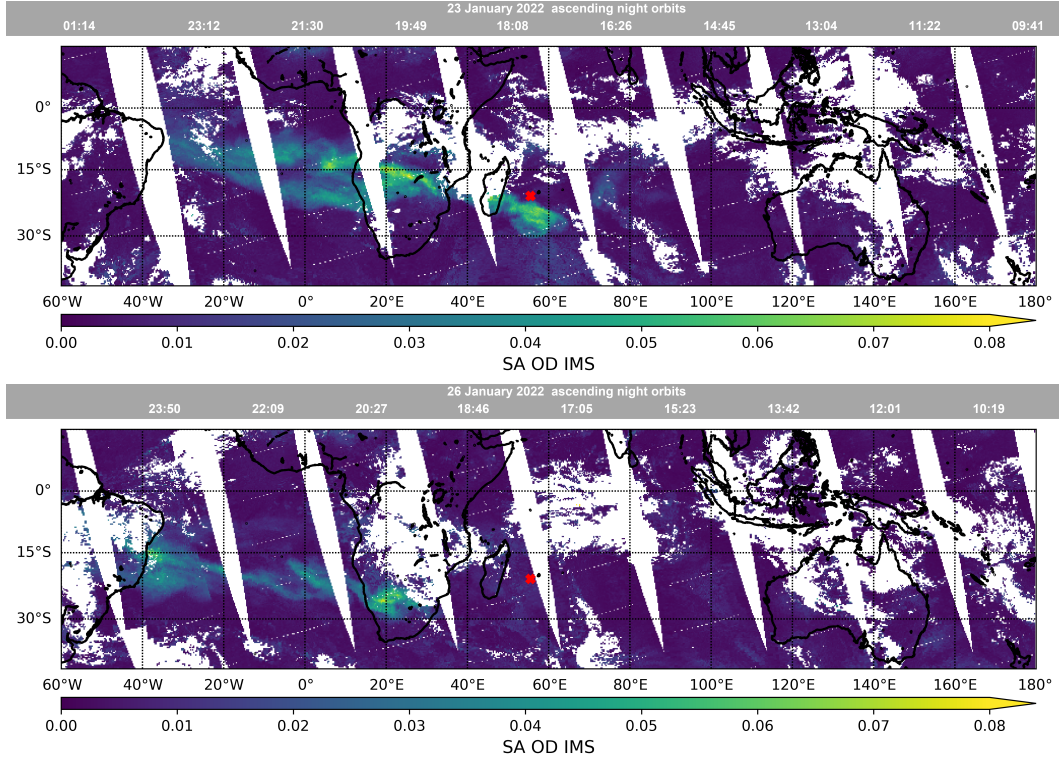 23 January 2022 ascending night orbits
01:14 23:12 21:30 19:49 18:08 16:26 14:45 13:04 11:22 09:41
0°
15°S
30°S
60°W 40°W 20°W 0° 20°E 40°E 60°E 80°E 100°E 120°E 140°E 160°E 180°
0.00 0.01 0.02 0.03 0.04 0.05 0.06 0.07 0.08
SA OD IMS
26 January 2022 ascending night orbits
23:50 22:09 20:27 18:46 17:05 15:23 13:42 12:01 10:19
0°
15°S
30°S
60°W 40°W 20°W 0° 20°E 40°E 60°E 80°E 100°E 120°E 140°E 160°E 180°
0.00 0.01 0.02 0.03 0.04 0.05 0.06 0.07 0.08
SA OD IMS